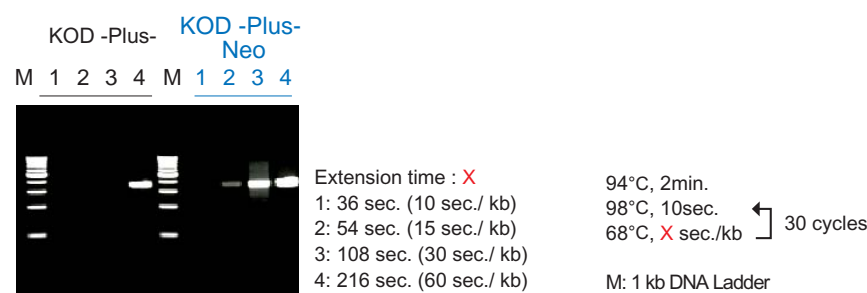 KOD -Plus-
KOD -Plus-
Neo
M 1 2 3 4 M 1 2 3 4
Extension time : X
1: 36 sec. (10 sec./ kb)
2: 54 sec. (15 sec./ kb)
3: 108 sec. (30 sec./ kb)
4: 216 sec. (60 sec./ kb)
94°C, 2min.
98°C, 10sec.
68°C, X sec./kb
30 cycles
M: 1 kb DNA Ladder